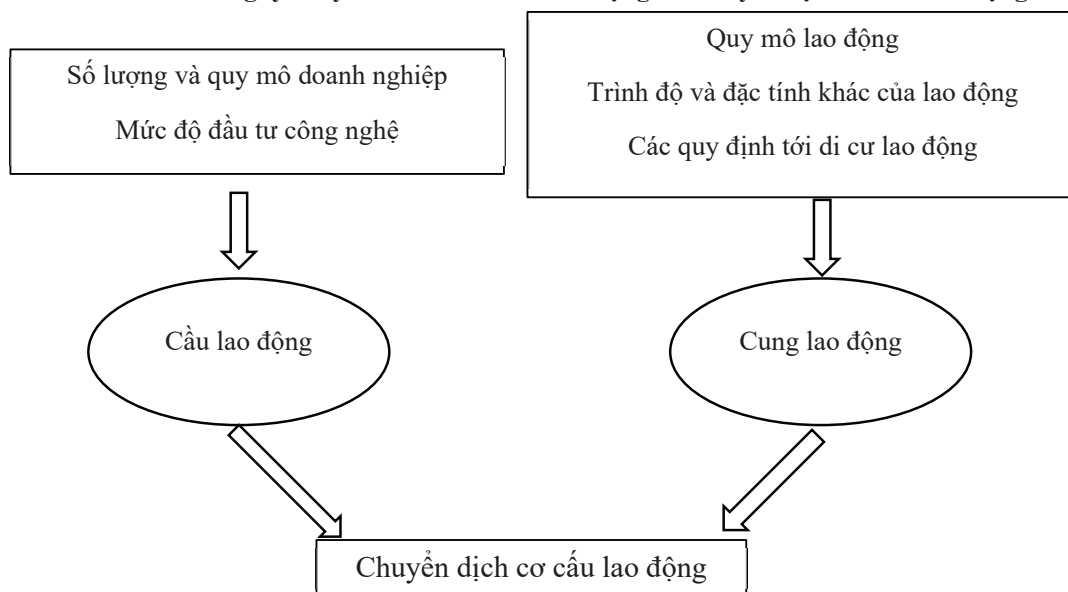 Số lượng và quy mô doanh nghiệp
Mức độ đầu tư công nghệ
Quy mô lao động
Trình độ và đặc tính khác của lao động
Các quy định tới di cư lao động
Cầu lao động
Cung lao động
Chuyển dịch cơ cấu lao động